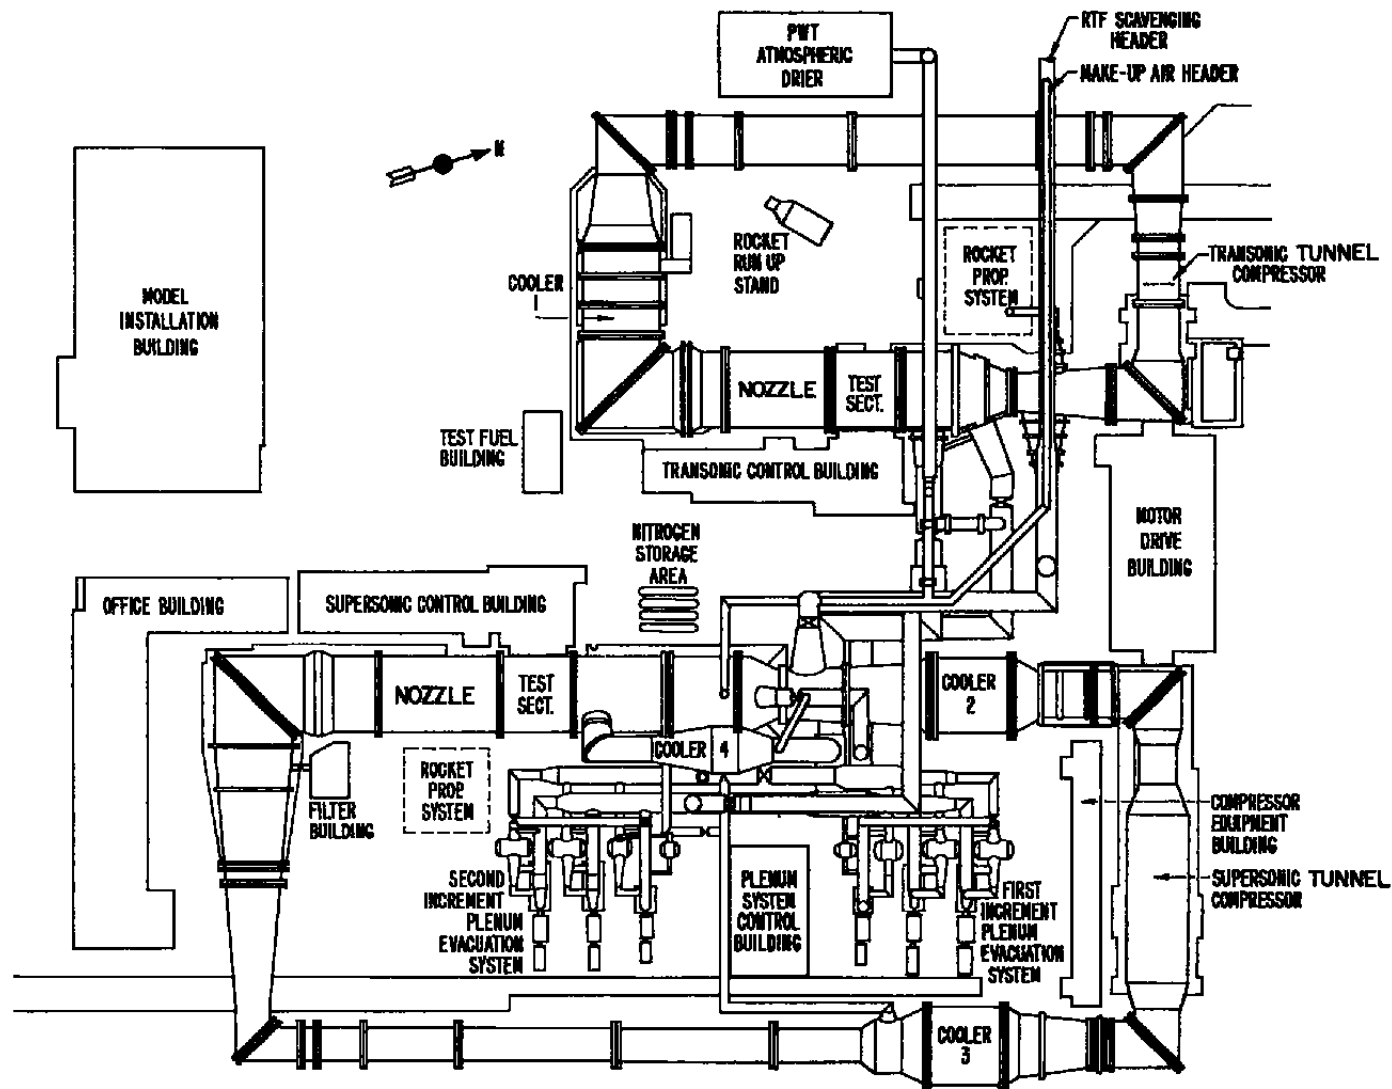 PWT
ATMOSPHERIC
DRIER
RTF SCAVENGING
HEADER
MAKE-UP AIR HEADER
N
MODEL
INSTALLATION
BUILDING
COOLER
ROCKET
RUN UP
STAND
ROCKET
PROP.
SYSTEM
TRANSONIC TUNNEL
COMPRESSOR
NOZZLE
TEST
SECT.
TEST FUEL
BUILDING
TRANSONIC CONTROL BUILDING
MOTOR
DRIVE
BUILDING
NITROGEN
STORAGE
AREA
OFFICE BUILDING
SUPERSONIC CONTROL BUILDING
NOZZLE
TEST
SECT.
COOLER
2
COOLER 4
ROCKET
PROP
SYSTEM
FILTER
BUILDING
COMPRESSOR
EQUIPMENT
BUILDING
SECOND
INCREMENT
PLENUM
EVACUATION
SYSTEM
PLENUM
SYSTEM
CONTROL
BUILDING
FIRST
INCREMENT
PLENUM
EVACUATION
SYSTEM
SUPERSONIC TUNNEL
COMPRESSOR
COOLER
3